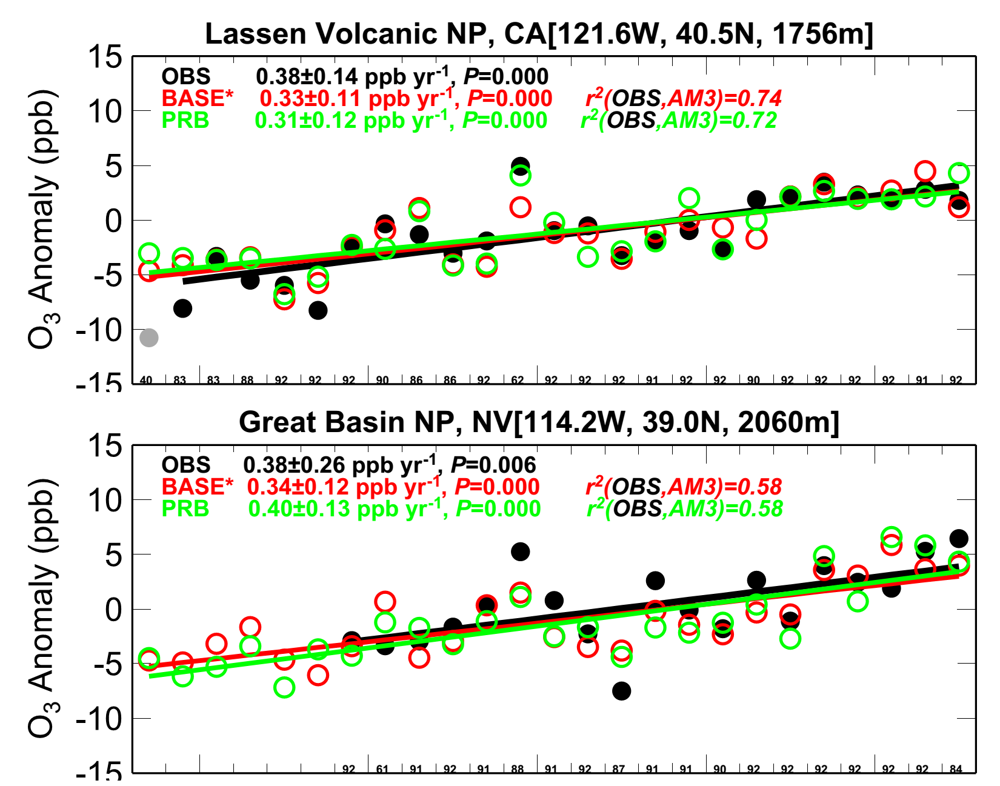 Lassen Volcanic NP, CA[121.6W, 40.5N, 1756m]
15
OBS 0.38±0.14 ppb yr-1, P=0.000
BASE* 0.33±0.11 ppb yr-1, P=0.000 r2(OBS,AM3)=0.74
PRB 0.31±0.12 ppb yr-1, P=0.000 r2(OBS,AM3)=0.72
10
5
0
-5
-10
-15
O3 Anomaly (ppb)
40 83 83 88 92 92 92 90 86 86 92 62 92 92 92 91 92 92 90 92 92 92 92 91 92
Great Basin NP, NV[114.2W, 39.0N, 2060m]
15
OBS 0.38±0.26 ppb yr-1, P=0.006
BASE* 0.34±0.12 ppb yr-1, P=0.000 r2(OBS,AM3)=0.58
PRB 0.40±0.13 ppb yr-1, P=0.000 r2(OBS,AM3)=0.58
10
5
0
-5
-10
-15
O3 Anomaly (ppb)
92 61 91 92 91 88 91 92 87 91 91 90 92 92 92 92 92 92 84